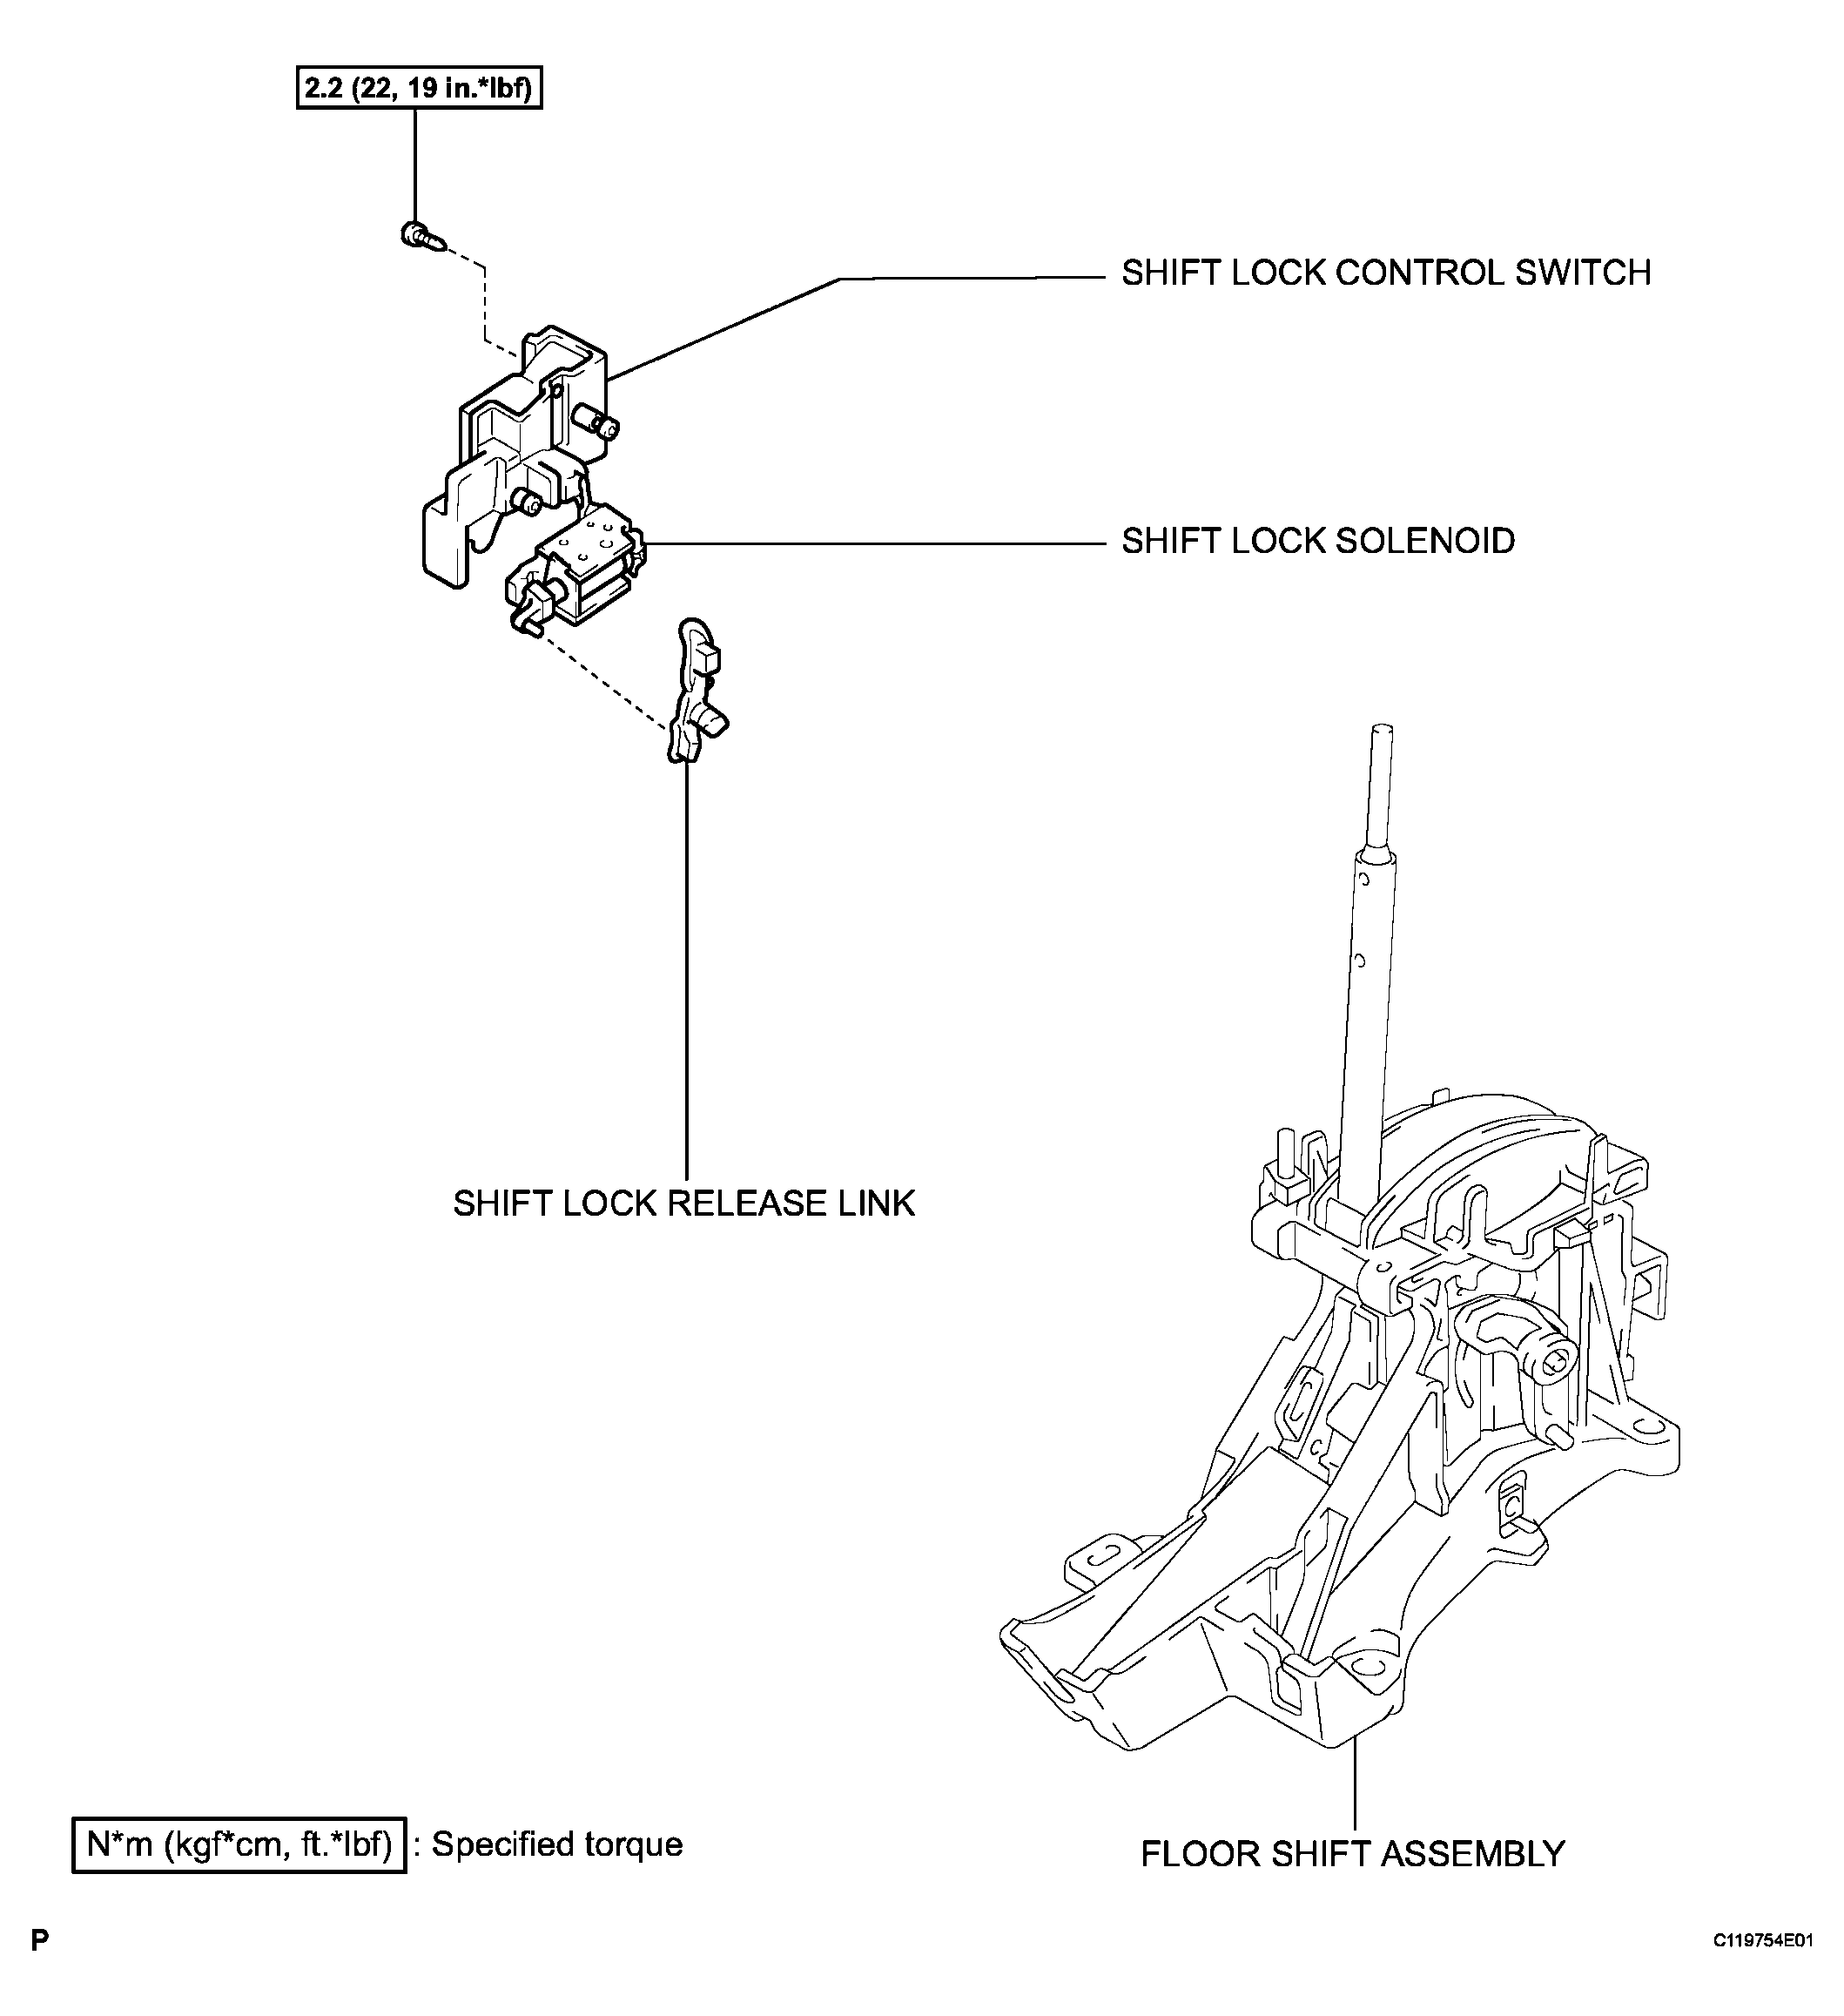 2.2 (22, 19 in.*lbf)
SHIFT LOCK CONTROL SWITCH
SHIFT LOCK SOLENOID
SHIFT LOCK RELEASE LINK
N*m (kgf*cm, ft.*lbf) : Specified torque
FLOOR SHIFT ASSEMBLY
P
C119754E01